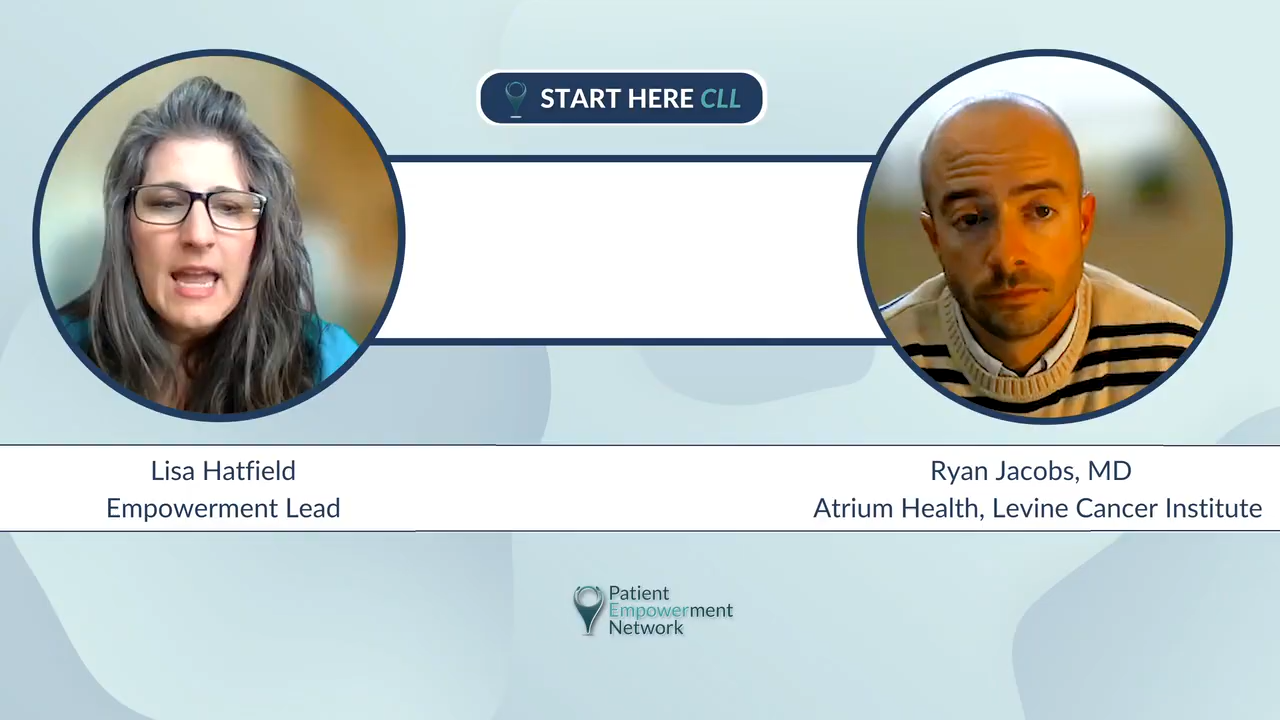 START HERE CLL
Lisa Hatfield
Empowerment Lead
Ryan Jacobs, MD
Atrium Health, Levine Cancer Institute
Patient
Empowerment
Network